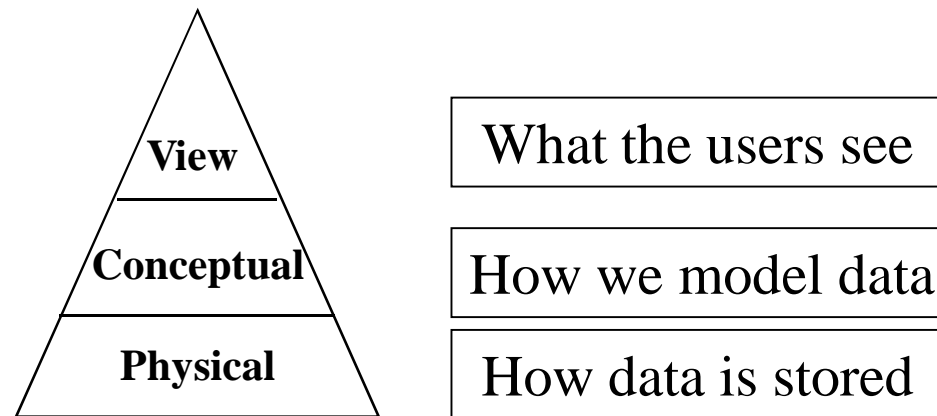 View
What the users see
Conceptual
How we model data
Physical
How data is stored